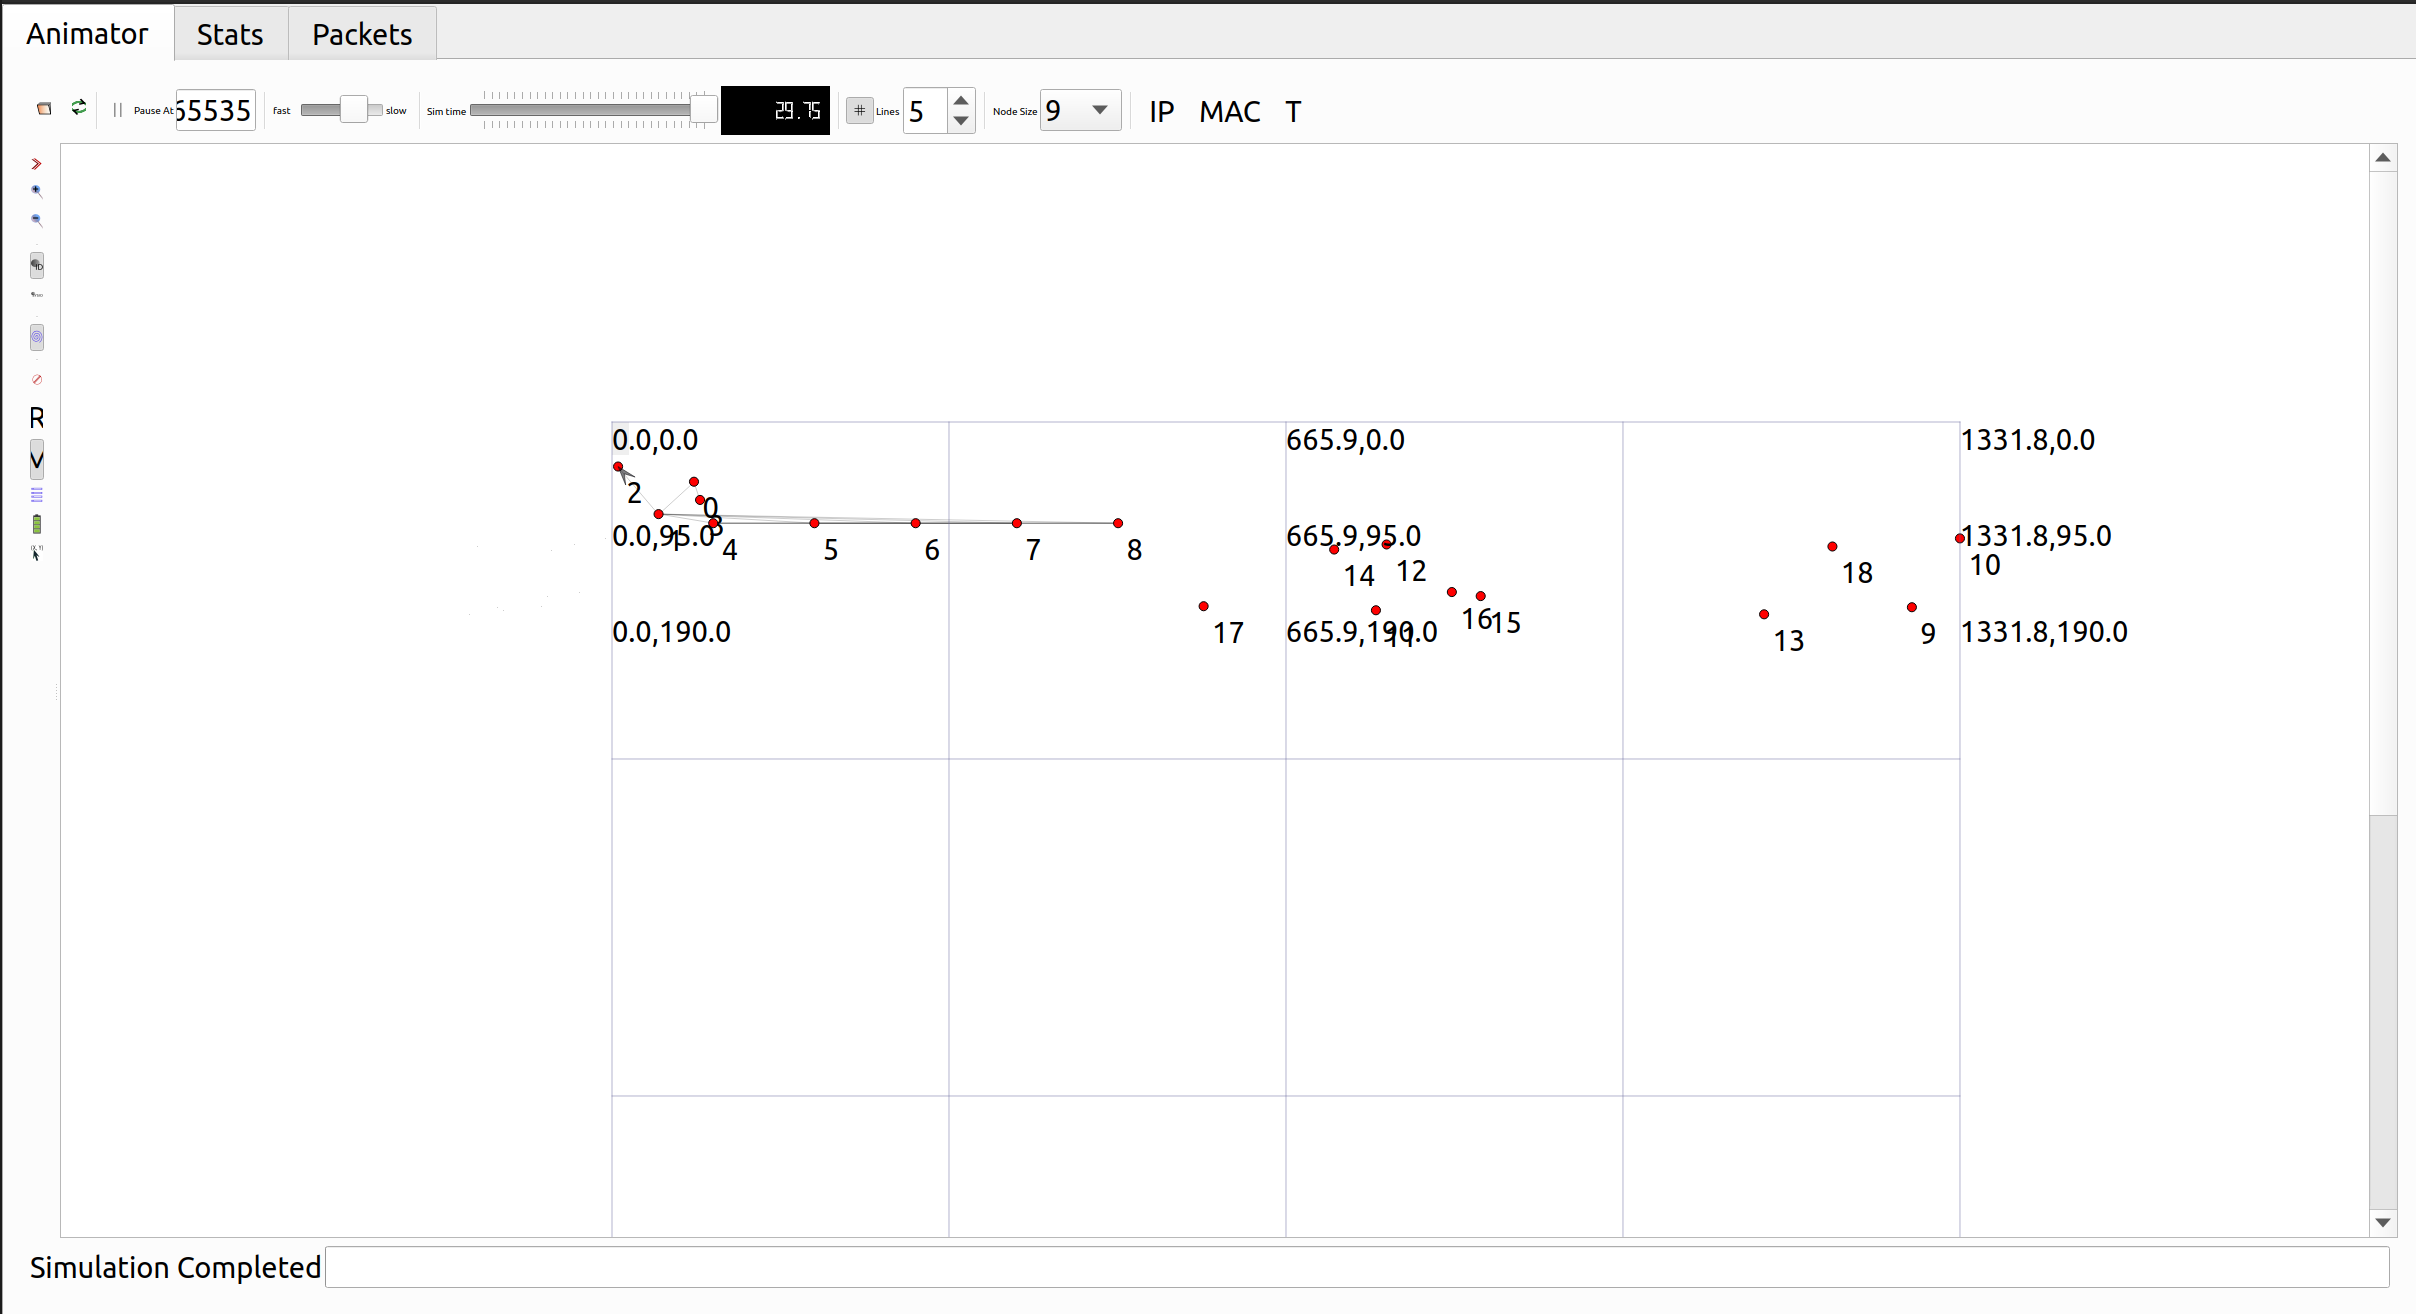 Animator Stats Packets
Pause At 65535 fast slow Sim time 29.75 # Lines 5 Node Size 9 IP MAC T
R
V
0.0,0.0 665.9,0.0 1331.8,0.0
2 0
3
0.0,95.0 1 4 5 6 7 8 665.9,95.0 1331.8,95.0
14 12 18 10
17 16 15
0.0,190.0 665.9,190.0 11 13 9 1331.8,190.0
Simulation Completed